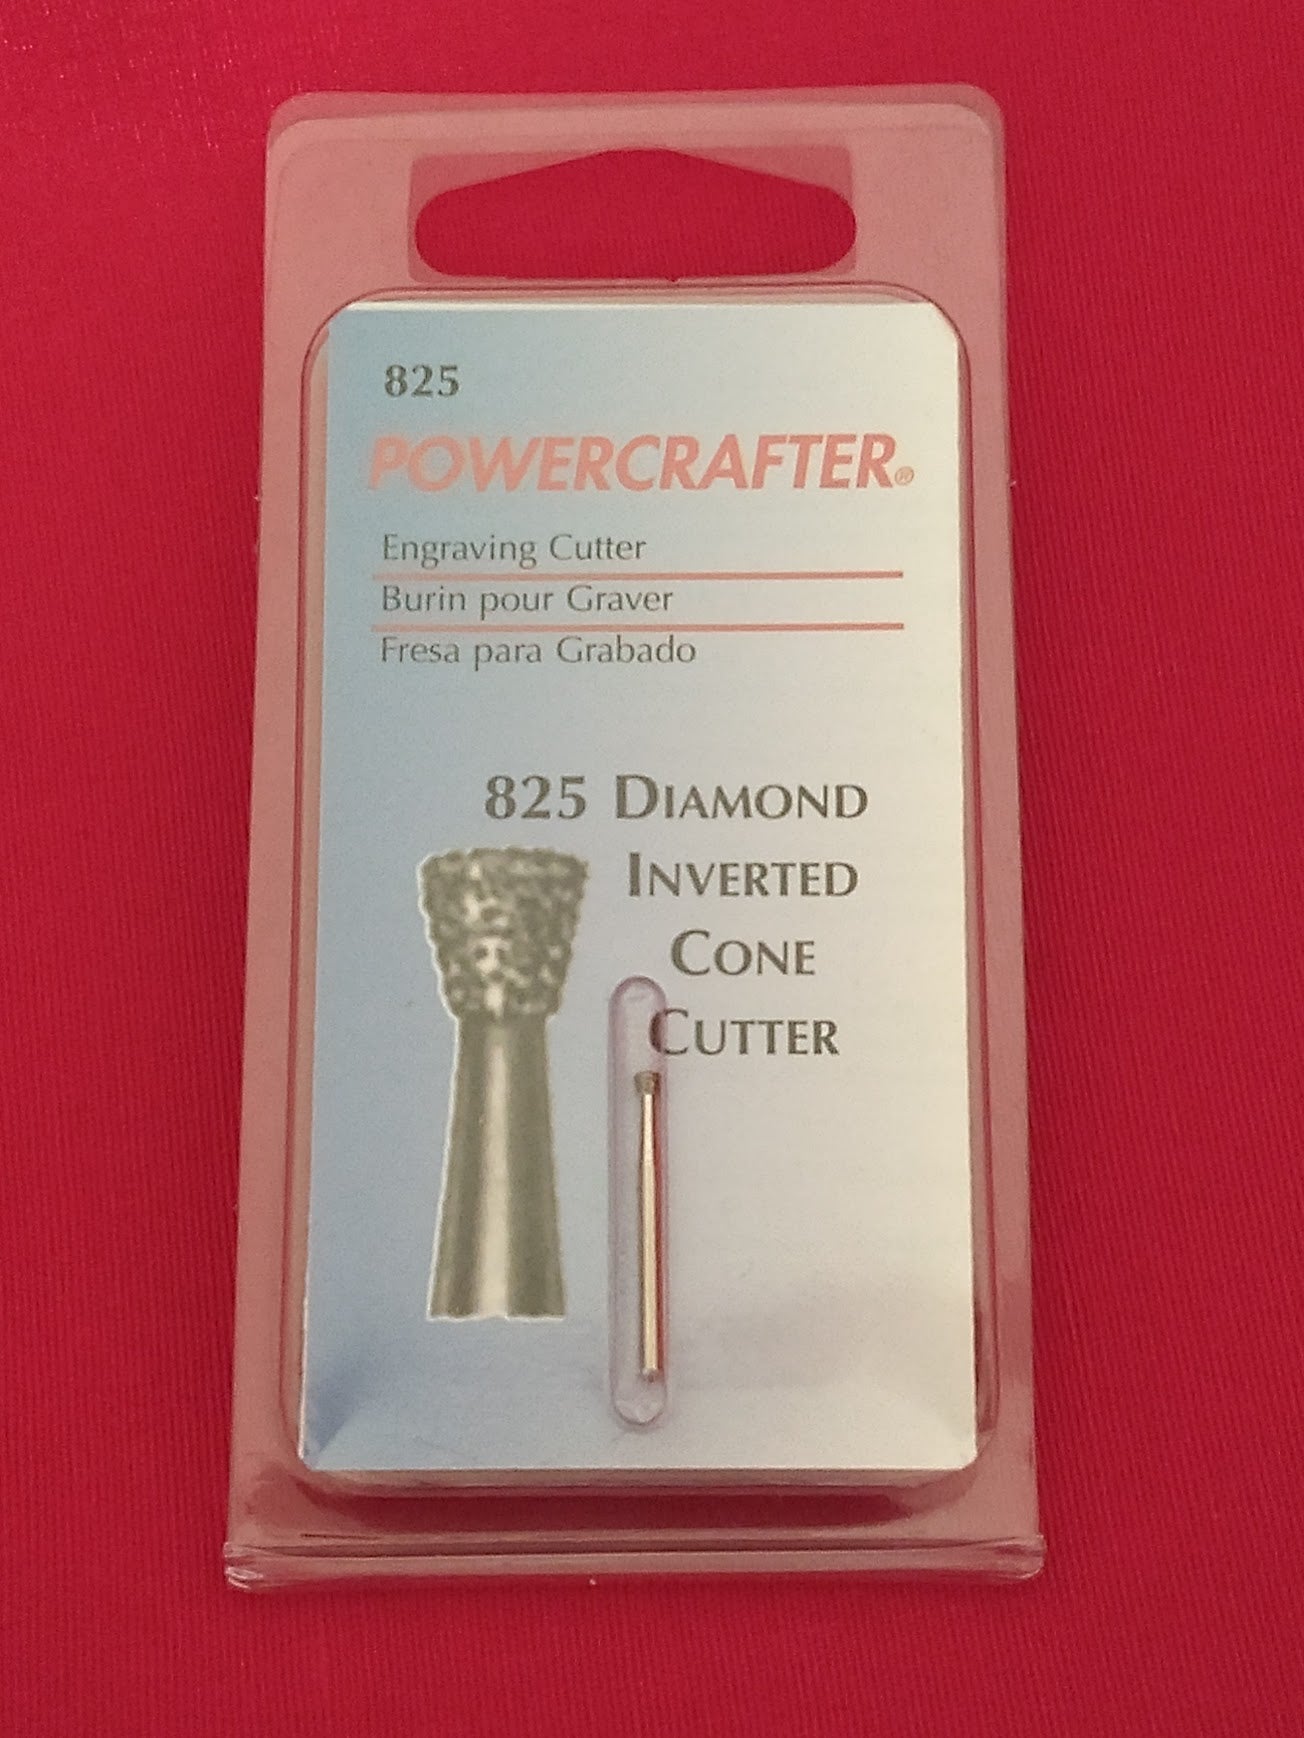 825
POWERCRAFTER®
Engraving Cutter
Burin pour Graver
Fresa para Grabado
825 DIAMOND
INVERTED
CONE
CUTTER